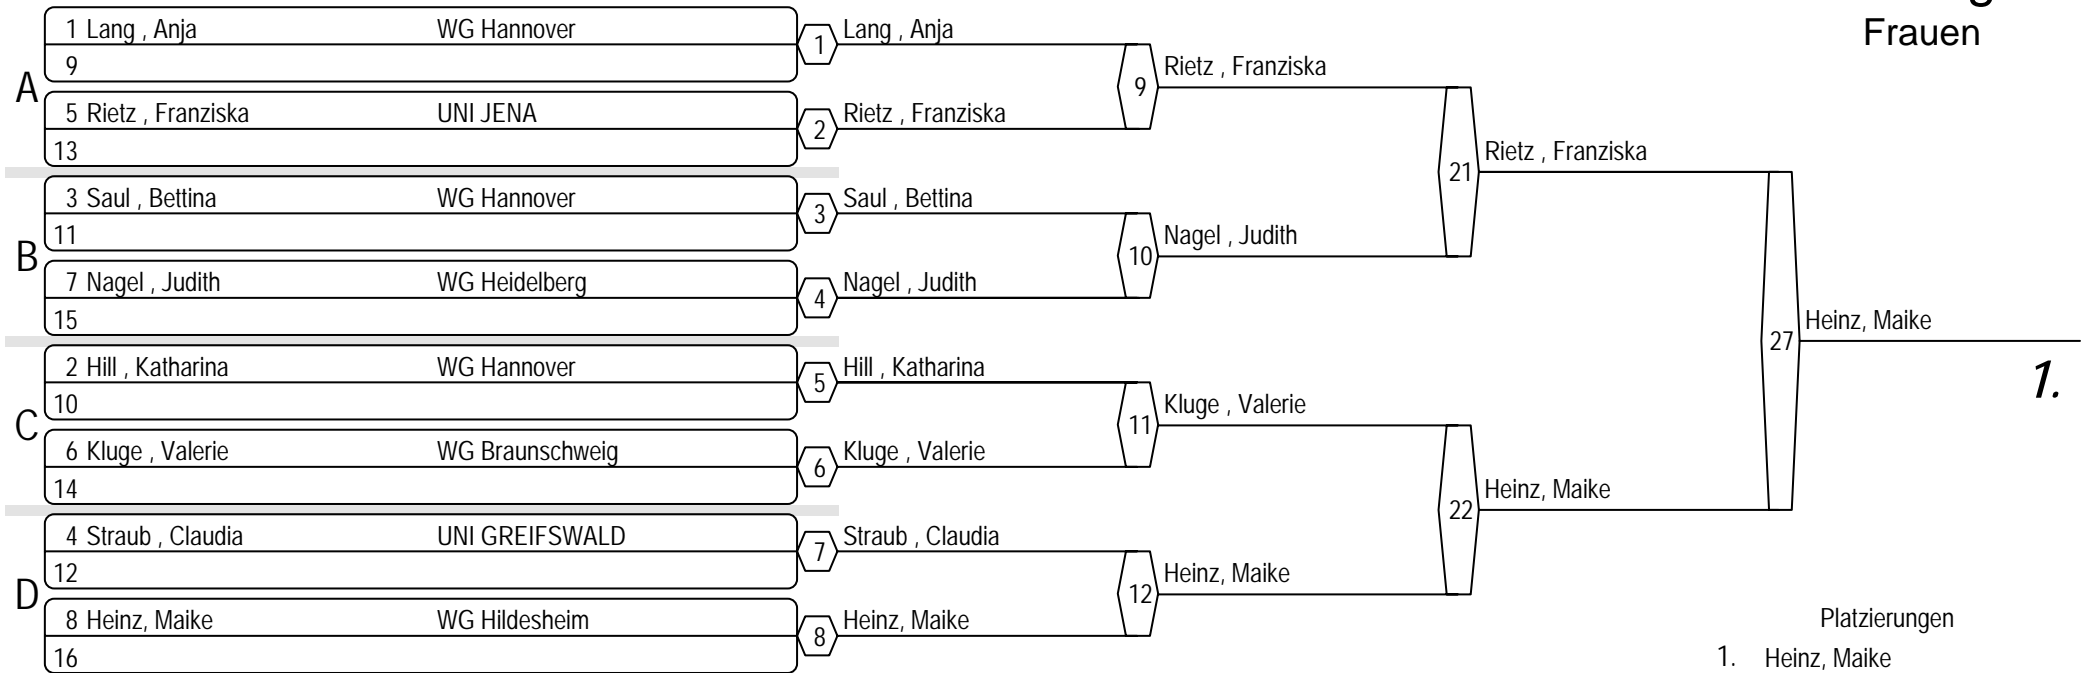 g
Frauen
A
1 Lang , Anja WG Hannover
9
5 Rietz , Franziska UNI JENA
13
B
3 Saul , Bettina WG Hannover
11
7 Nagel , Judith WG Heidelberg
15
C
2 Hill , Katharina WG Hannover
10
6 Kluge , Valerie WG Braunschweig
14
D
4 Straub , Claudia UNI GREIFSWALD
12
8 Heinz, Maike WG Hildesheim
16
1 Lang , Anja
2 Rietz , Franziska
3 Saul , Bettina
4 Nagel , Judith
5 Hill , Katharina
6 Kluge , Valerie
7 Straub , Claudia
8 Heinz, Maike
9 Rietz , Franziska
10 Nagel , Judith
11 Kluge , Valerie
12 Heinz, Maike
21 Rietz , Franziska
22 Heinz, Maike
27 Heinz, Maike
1.
Platzierungen
1. Heinz, Maike